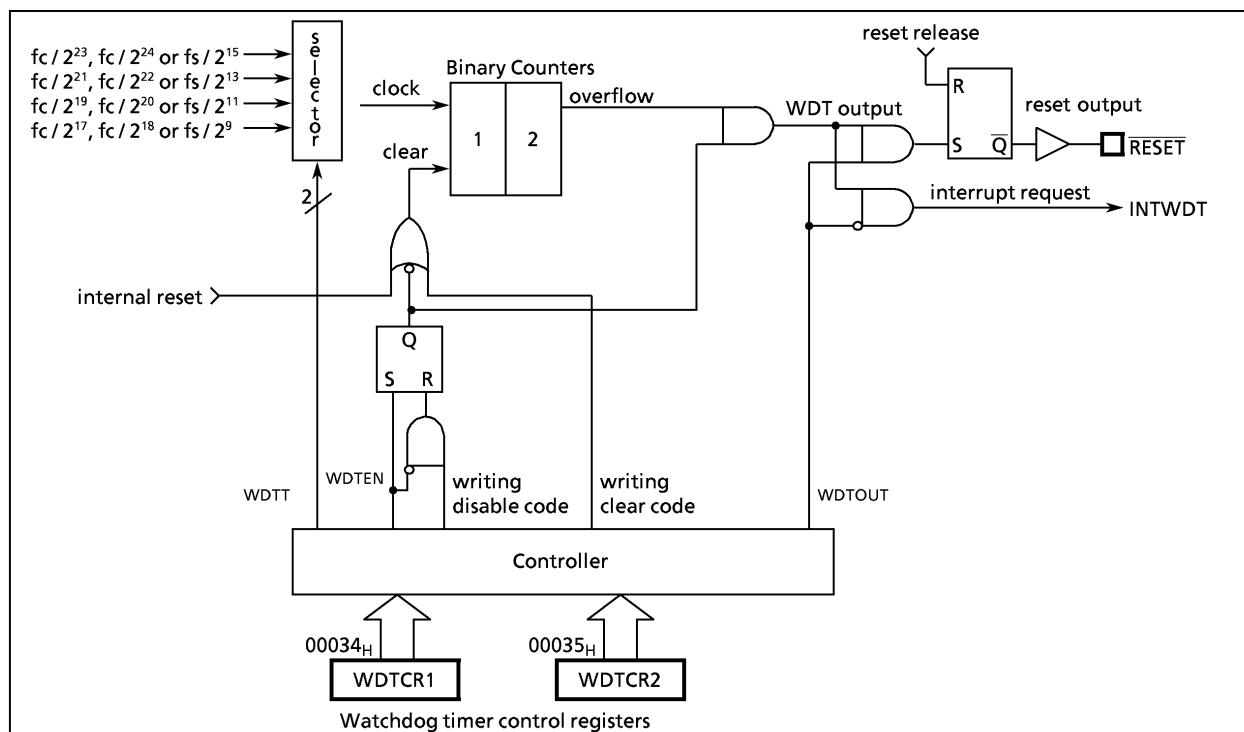 fc / 2²³, fc / 2²⁴ or fs / 2¹⁵
fc / 2²¹, fc / 2²² or fs / 2¹³
fc / 2¹⁹, fc / 2²⁰ or fs / 2¹¹
fc / 2¹⁷, fc / 2¹⁸ or fs / 2⁹
selector
2
clock
clear
Binary Counters
1 2
overflow
WDT output
reset release
R
S Q̅
reset output
R̅E̅S̅E̅T̅
interrupt request
INTWDT
internal reset
Q
S R
WDTT
WDTEN
writing
disable code
writing
clear code
WDTOUT
Controller
00034H
WDTCR1
00035H
WDTCR2
Watchdog timer control registers